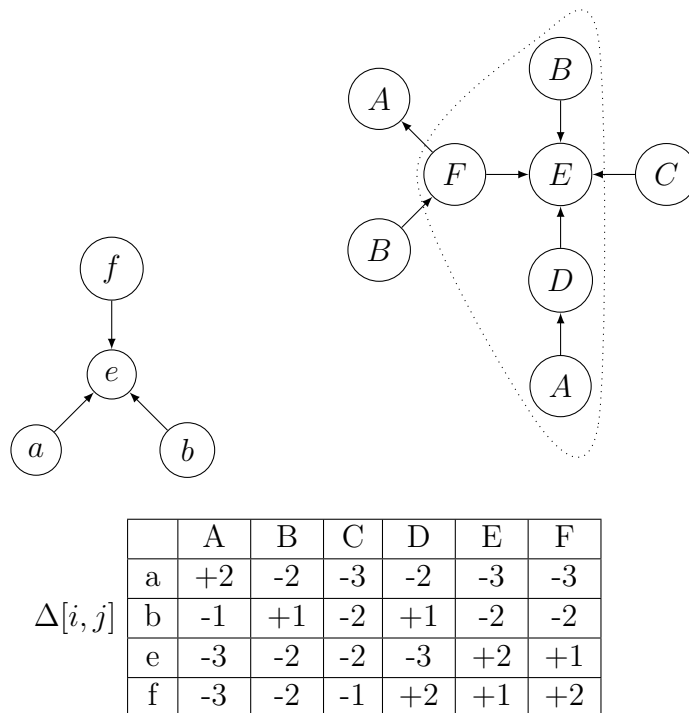 B
A
F E C
B
f
D
e
A
a b
A B C D E F
a +2 -2 -3 -2 -3 -3
Δ[i, j] b -1 +1 -2 +1 -2 -2
e -3 -2 -2 -3 +2 +1
f -3 -2 -1 +2 +1 +2